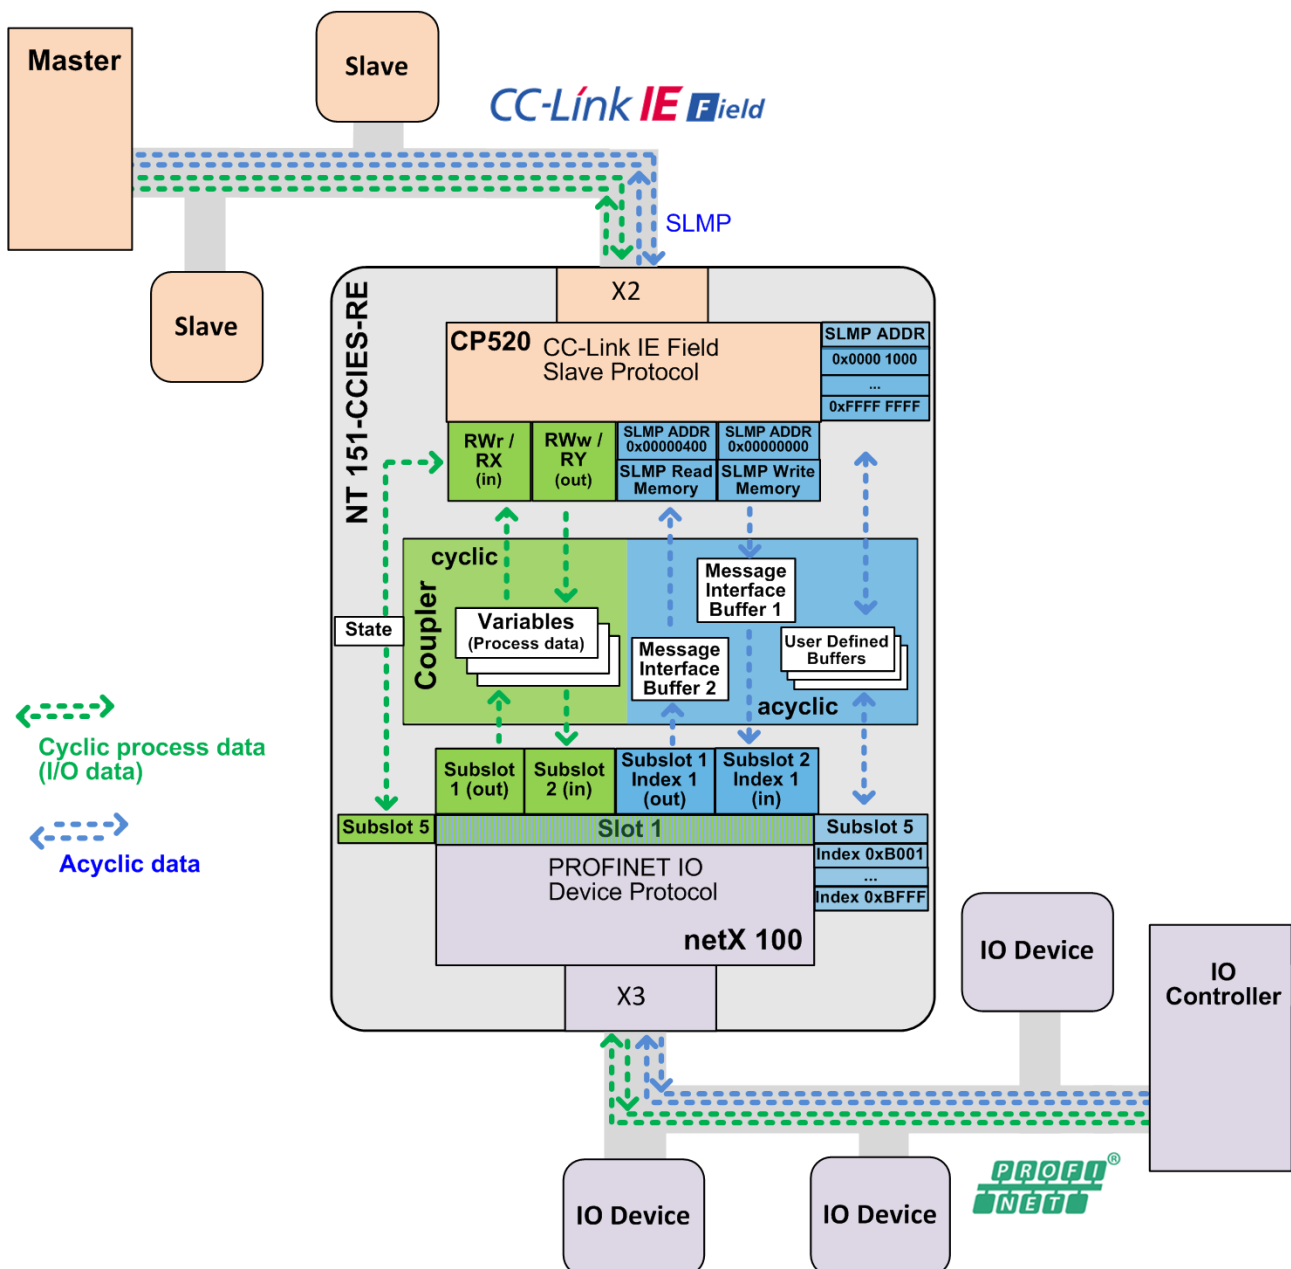 Master
Slave
CC-Link IE Field
SLMP
Slave
NT 151-CCIES-RE
X2
CP520
CC-Link IE Field
Slave Protocol
SLMP ADDR
0x0000 1000
...
0xFFFF FFFF
RWr /
RX
(in)
RWw /
RY
(out)
SLMP ADDR
0x00000400
SLMP Read
Memory
SLMP ADDR
0x00000000
SLMP Write
Memory
Coupler
cyclic
State
Variables
(Process data)
Message
Interface
Buffer 1
Message
Interface
Buffer 2
User Defined
Buffers
acyclic
Cyclic process data
(I/O data)
Acyclic data
Subslot
1 (out)
Subslot
2 (in)
Subslot 1
Index 1
(out)
Subslot 2
Index 1
(in)
Subslot 5
Slot 1
Subslot 5
Index 0xB001
...
Index 0xBFFF
PROFINET IO
Device Protocol
netX 100
X3
IO Device
IO
Controller
IO Device
IO Device
PROFI
NET
®